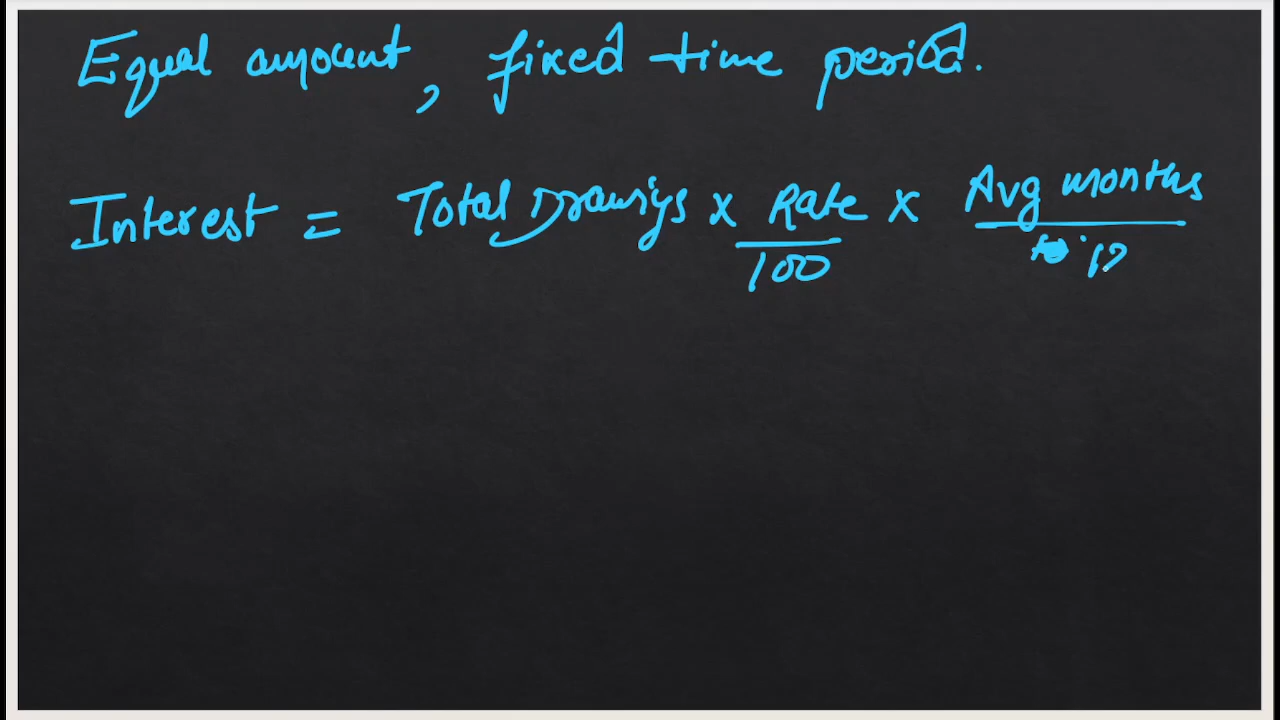 Equal amount, fixed time period.
Interest = Total Drawings x Rate/100 x Avg months/12